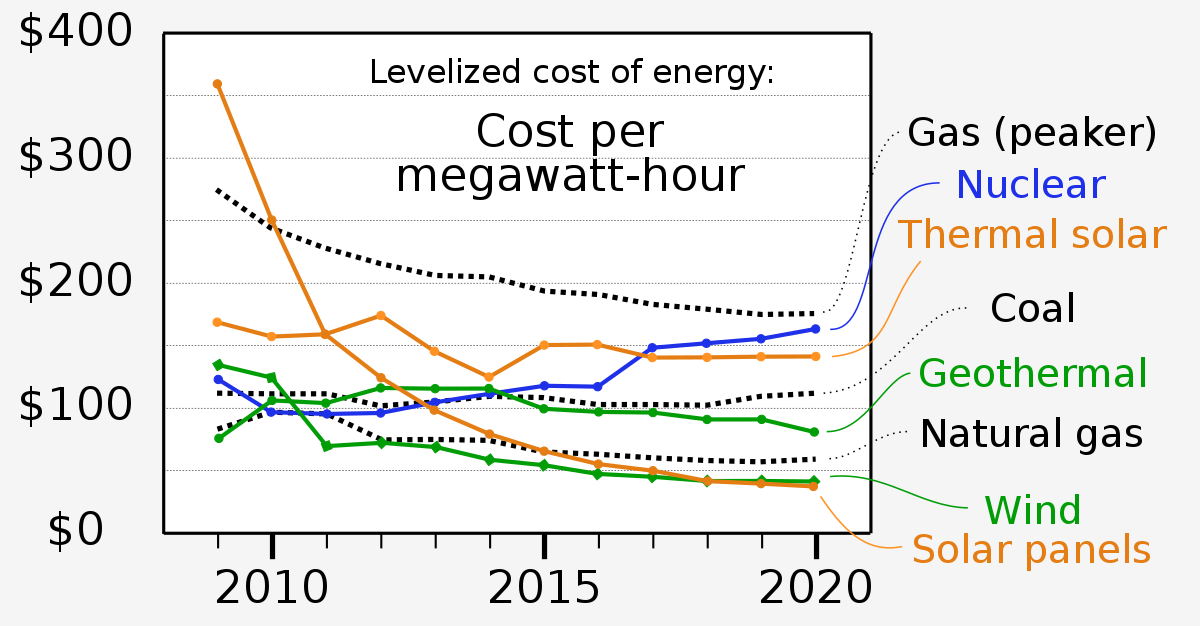 $400
$300
$200
$100
$0
Levelized cost of energy:
Cost per
megawatt-hour
Gas (peaker)
Nuclear
Thermal solar
Coal
Geothermal
Natural gas
Wind
Solar panels
2010
2015
2020